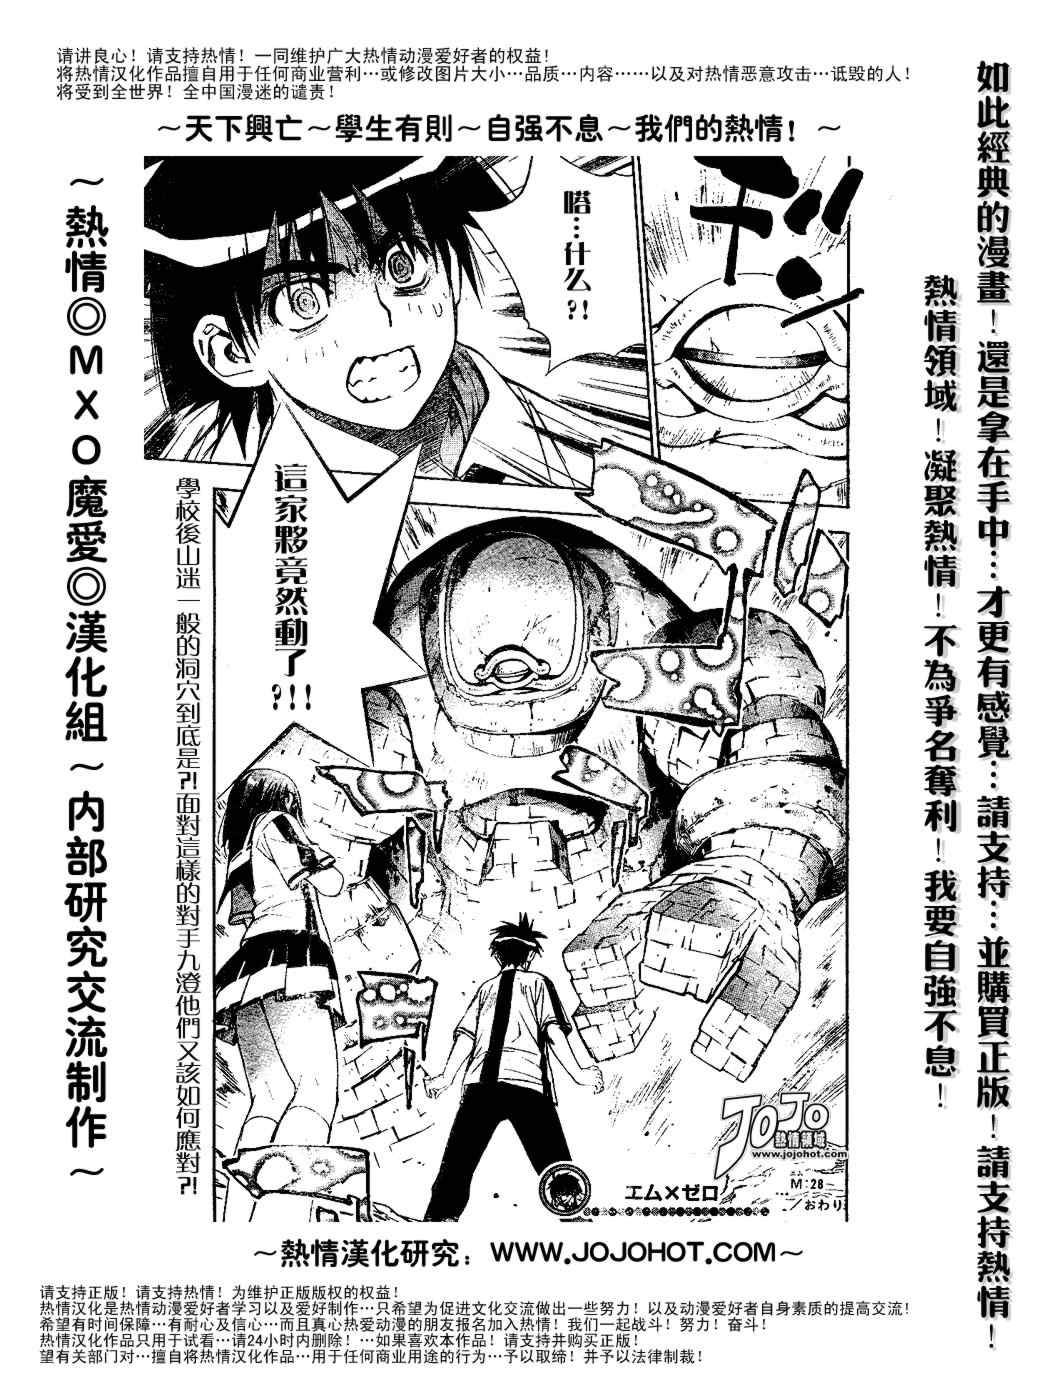 请讲良心！请支持热情！一同维护广大热情动漫爱好者的权益！
将热情汉化作品擅自用于任何商业营利…或修改图片大小…品质…内容……以及对热情恶意攻击…诋毁的人！
将受到全世界！全中国漫迷的谴责！
～天下興亡～學生有則～自强不息～我們的熱情！～
如此經典的漫畫！還是拿在手中…才更有感覺…請支持…並購買正版！請支持熱情！
熱情領域！凝聚熱情！不為爭名奪利！我要自強不息！
嗒…什么?!
這家夥竟然動了?!!
學校後山迷一般的洞穴到底是?!面對這樣的對手九澄他們又該如何應對?!
～熱情◎MXO魔愛◎漢化組～内部研究交流制作～
JOJO
熱情領域
www.jojohot.com
エム×ゼロ
M:28
…／おわり
～熱情漢化研究：WWW.JOJOHOT.COM～
请支持正版！请支持热情！为维护正版版权的权益！
热情汉化是热情动漫爱好者学习以及爱好制作…只希望为促进文化交流做出一些努力！以及动漫爱好者自身素质的提高交流！
希望有时间保障…有耐心及信心…而且真心热爱动漫的朋友报名加入热情！我们一起战斗！努力！奋斗！
热情汉化作品只用于试看…请24小时内删除！…如果喜欢本作品！请支持并购买正版！
望有关部门对…擅自将热情汉化作品…用于任何商业用途的行为…予以取缔！并予以法律制裁！